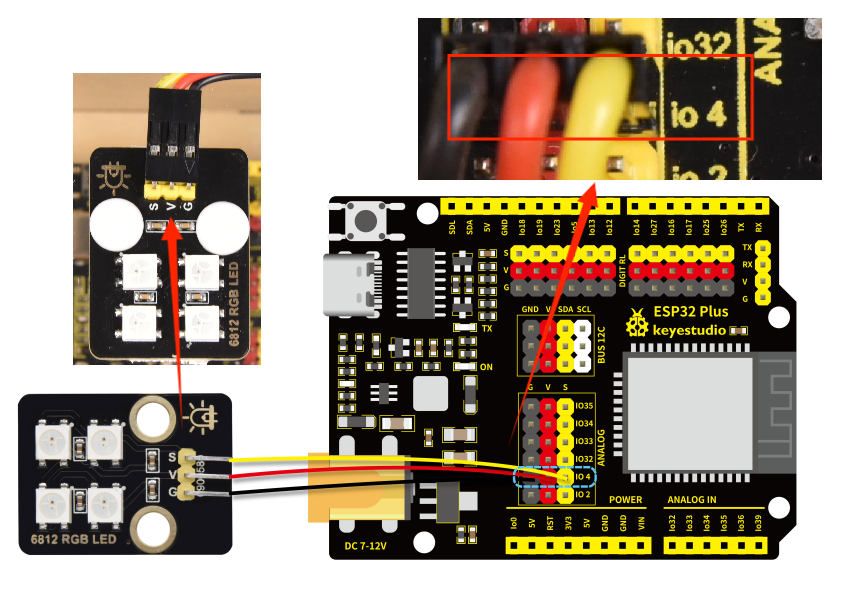 io32
io 4
io 2
ANA
S V G
6812 RGB LED
SDL SDA 5V GND Io18 Io19 Io23 Io5 Io13 Io12
Io14 Io27 Io16 Io17 Io25 Io26 TX RX
S
V
G
DIGIT RL
TX
RX
V
G
GND V SDA SCL
BUS 12C
ESP32 Plus
keyestudio
TX
ON
G V S
IO35
IO34
IO33
IO32
IO 4
IO 2
ANALOG
S
V
G
6812 RGB LED
DC 7-12V
POWER
ANALOG IN
Io0 5V RST 3V3 5V GND GND VIN
Io32 Io33 Io34 Io35 Io36 Io39